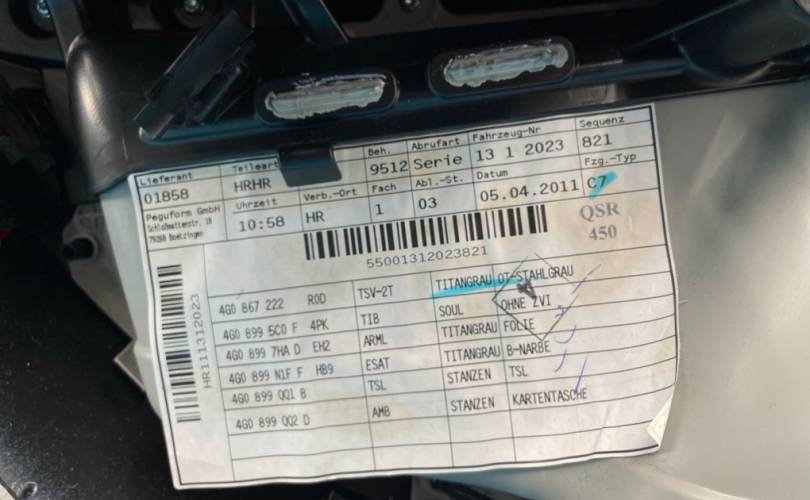 Lieferant Teileart Beh. Abrufart Fahrzeug-Nr Sequenz
01858 HRHR 9512 Serie 13 1 2023 821
Peguform GmbH Uhrzeit Verb.-Ort Fach Abl.-St. Datum Fzg.-Typ
10:58 HR 1 03 05.04.2011 C7
QSR
450
55001312023821
HR111312023
4G0 867 222 ROD TSV-2T TITANGRAU OT-STAHLGRAU
4G0 899 5C0 F 4PK TIB SOUL OHNE ZVI
4G0 899 7HA D EH2 ARML TITANGRAU FOLIE
4G0 899 N1F F HB9 ESAT TITANGRAU B-NARBE
4G0 899 QQ1 B TSL STANZEN TSL
4G0 899 QQ2 D AMB STANZEN KARTENTASCHE